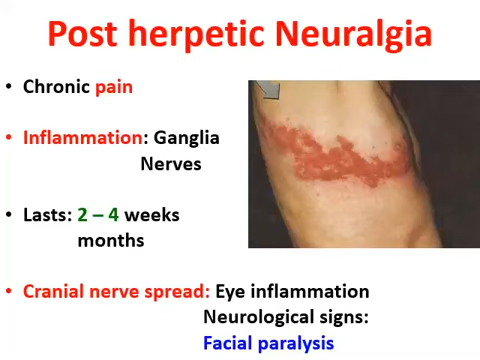 Post herpetic Neuralgia
• Chronic pain
• Inflammation: Ganglia
Nerves
• Lasts: 2 – 4 weeks
months
• Cranial nerve spread: Eye inflammation
Neurological signs:
Facial paralysis